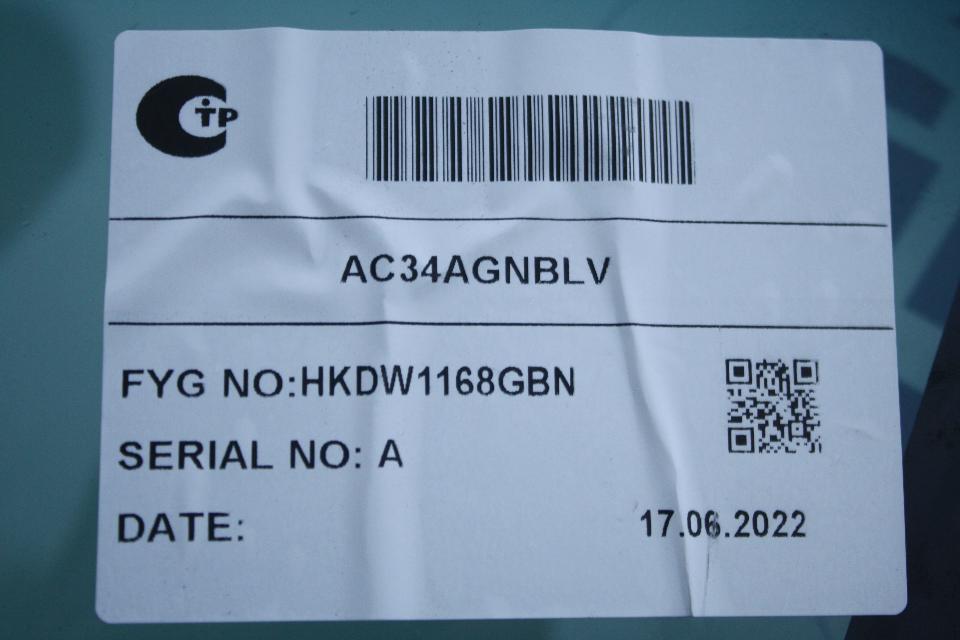 TP
AC34AGNBLV
FYG NO:HKDW1168GBN
SERIAL NO: A
DATE: 17.06.2022